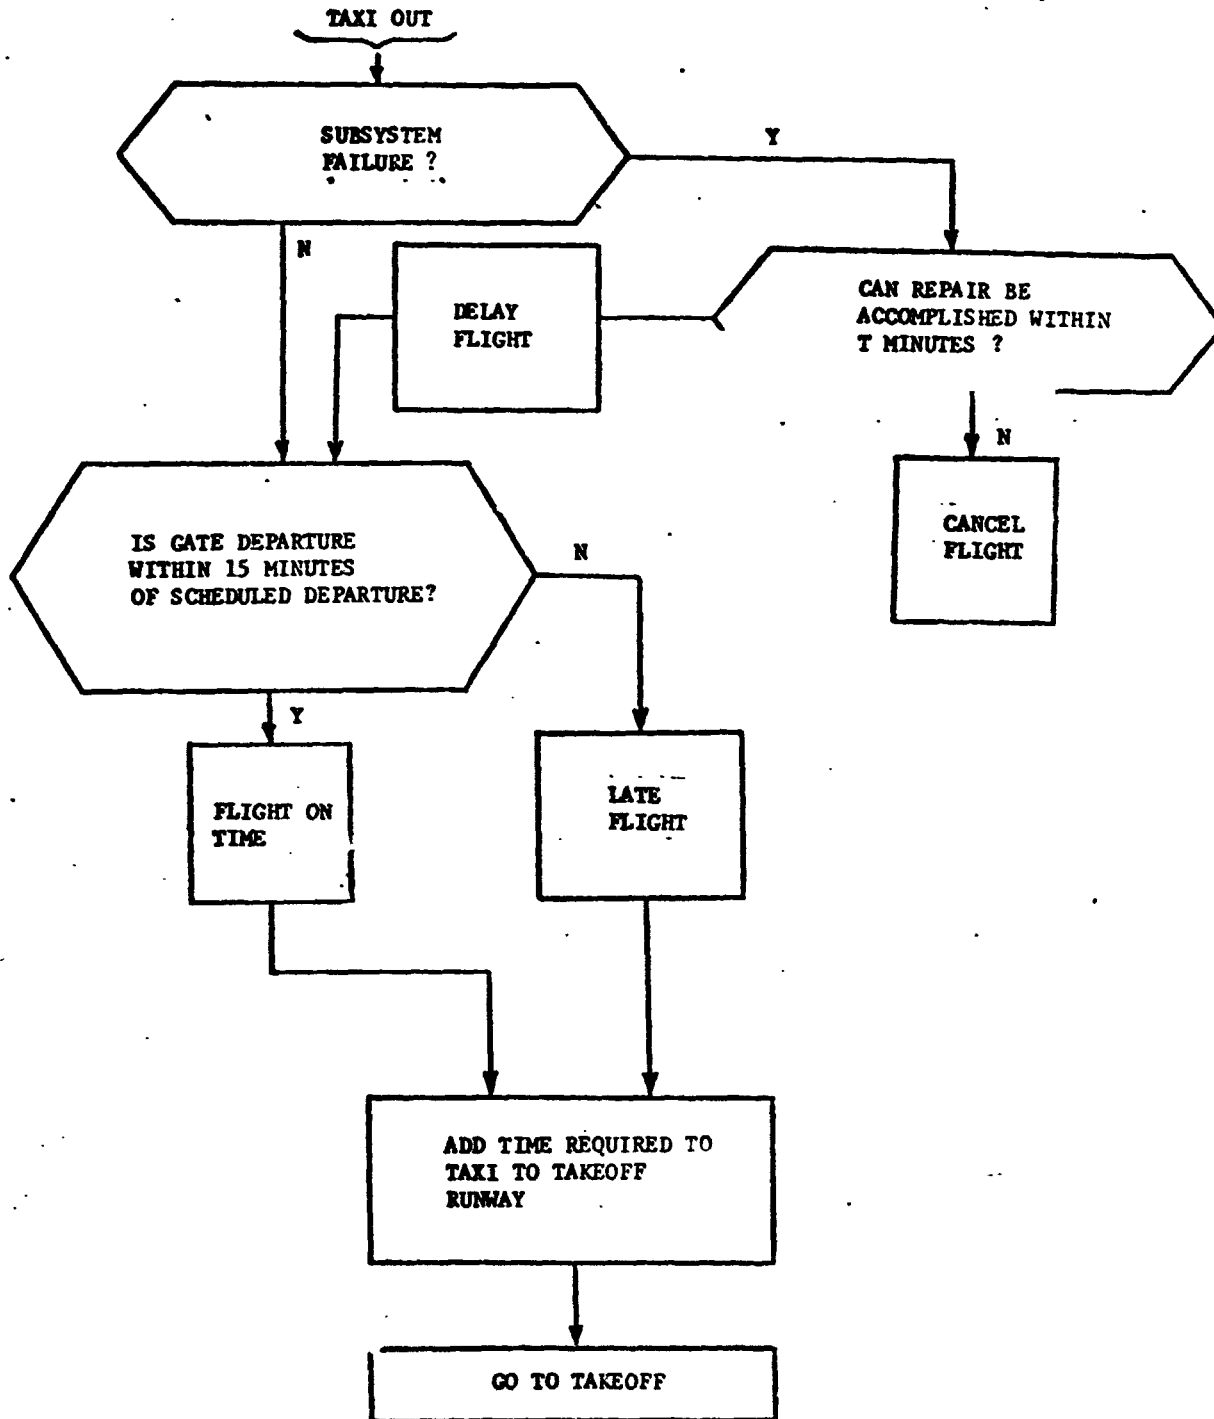 TAXI OUT
SUBSYSTEM
FAILURE ?
Y
N
DELAY
FLIGHT
CAN REPAIR BE
ACCOMPLISHED WITHIN
T MINUTES ?
N
CANCEL
FLIGHT
IS GATE DEPARTURE
WITHIN 15 MINUTES
OF SCHEDULED DEPARTURE?
N
Y
FLIGHT ON
TIME
LATE
FLIGHT
ADD TIME REQUIRED TO
TAXI TO TAKEOFF
RUNWAY
GO TO TAKEOFF